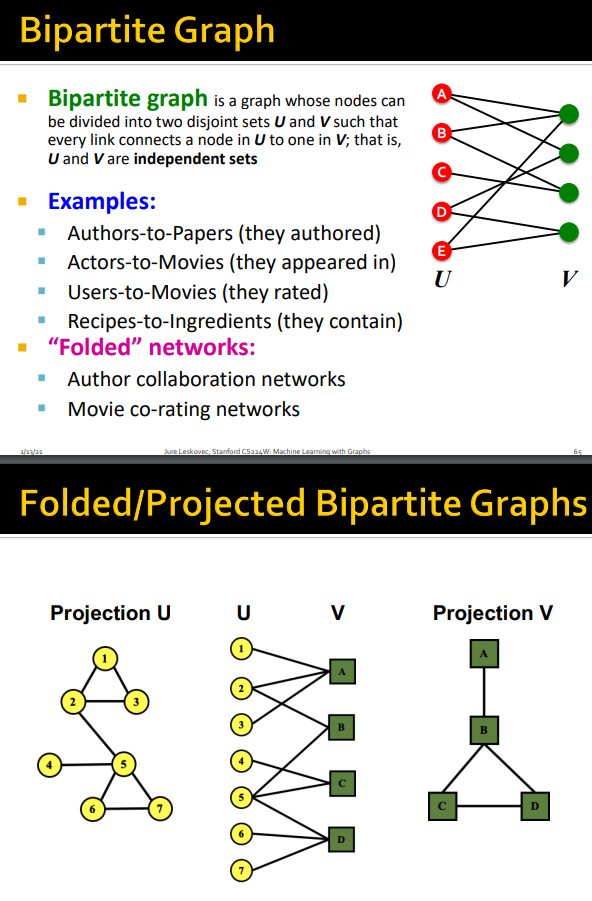 Bipartite Graph
Bipartite graph is a graph whose nodes can
be divided into two disjoint sets U and V such that
every link connects a node in U to one in V; that is,
U and V are independent sets
Examples:
Authors-to-Papers (they authored)
Actors-to-Movies (they appeared in)
Users-to-Movies (they rated)
Recipes-to-Ingredients (they contain)
“Folded” networks:
Author collaboration networks
Movie co-rating networks
A
B
C
D
E
U V
1/13/21 Jure Leskovec, Stanford CS224W: Machine Learning with Graphs 65
Folded/Projected Bipartite Graphs
Projection U
1
2 3
4 5
6 7
U V
1
2
3
4
5
6
7
A
B
C
D
Projection V
A
B
C D